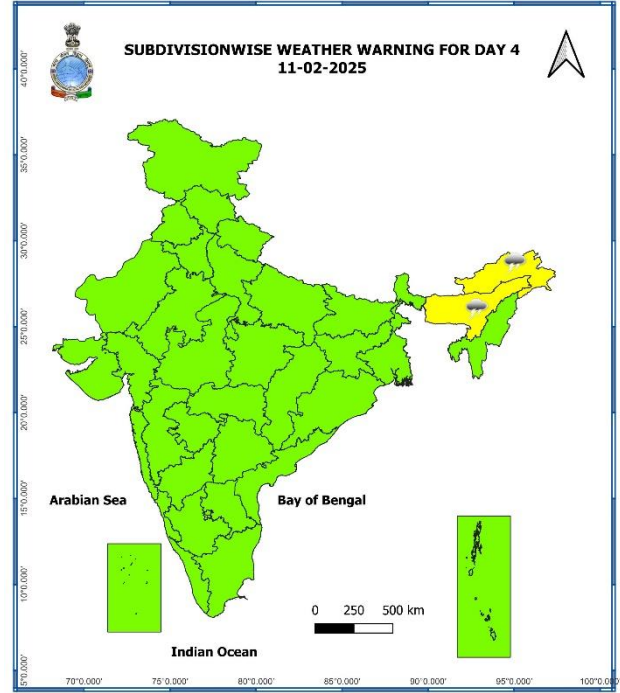 SUBDIVISIONWISE WEATHER WARNING FOR DAY 4
11-02-2025
40°0.000'
35°0.000'
30°0.000'
25°0.000'
20°0.000'
15°0.000'
10°0.000'
5°0.000'
Arabian Sea
Bay of Bengal
0 250 500 km
Indian Ocean
70°0.000' 75°0.000' 80°0.000' 85°0.000' 90°0.000' 95°0.000' 100°0.000'